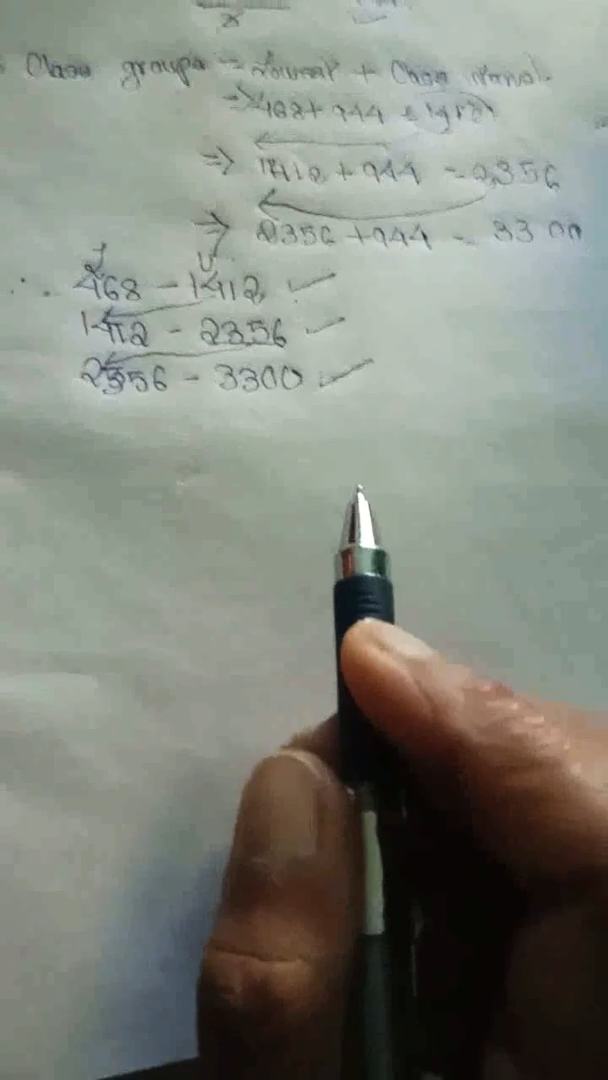 Class groups = lowest + Class interval.
=> 468 + 944 = 1412
=> 1412 + 944 = 2356
=> 2356 + 944 = 3300
L U
∴ 468 - 1412 ✓
1412 - 2356 ✓
2356 - 3300 ✓